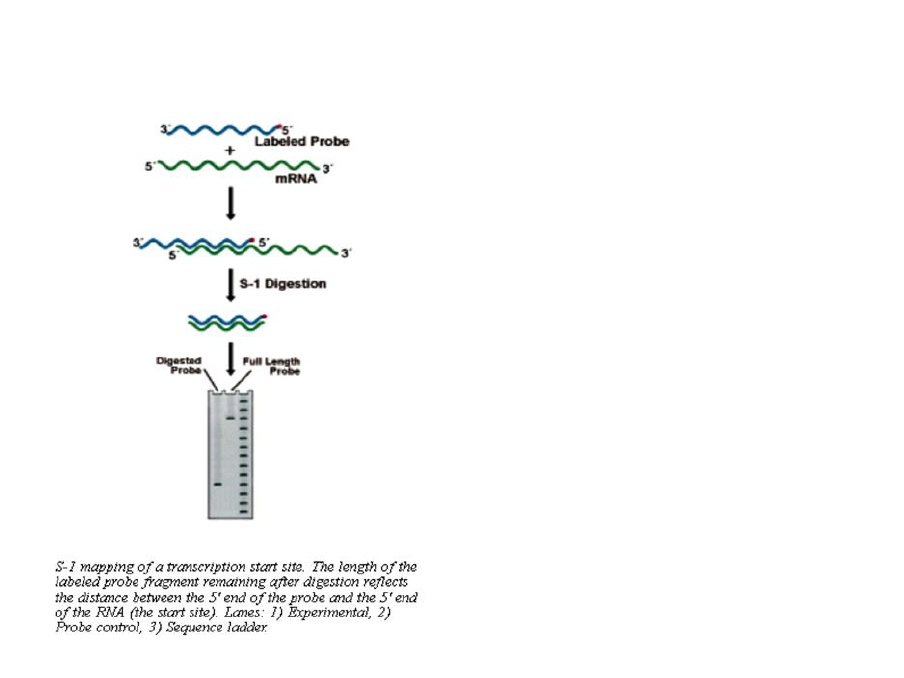 3´ 5´
Labeled Probe
+
5´ 3´
mRNA
3´ 5´
5´ 3´
S-1 Digestion
Digested Full Length
Probe Probe
S-1 mapping of a transcription start site. The length of the
labeled probe fragment remaining after digestion reflects
the distance between the 5' end of the probe and the 5' end
of the RNA (the start site). Lanes: 1) Experimental, 2)
Probe control, 3) Sequence ladder.